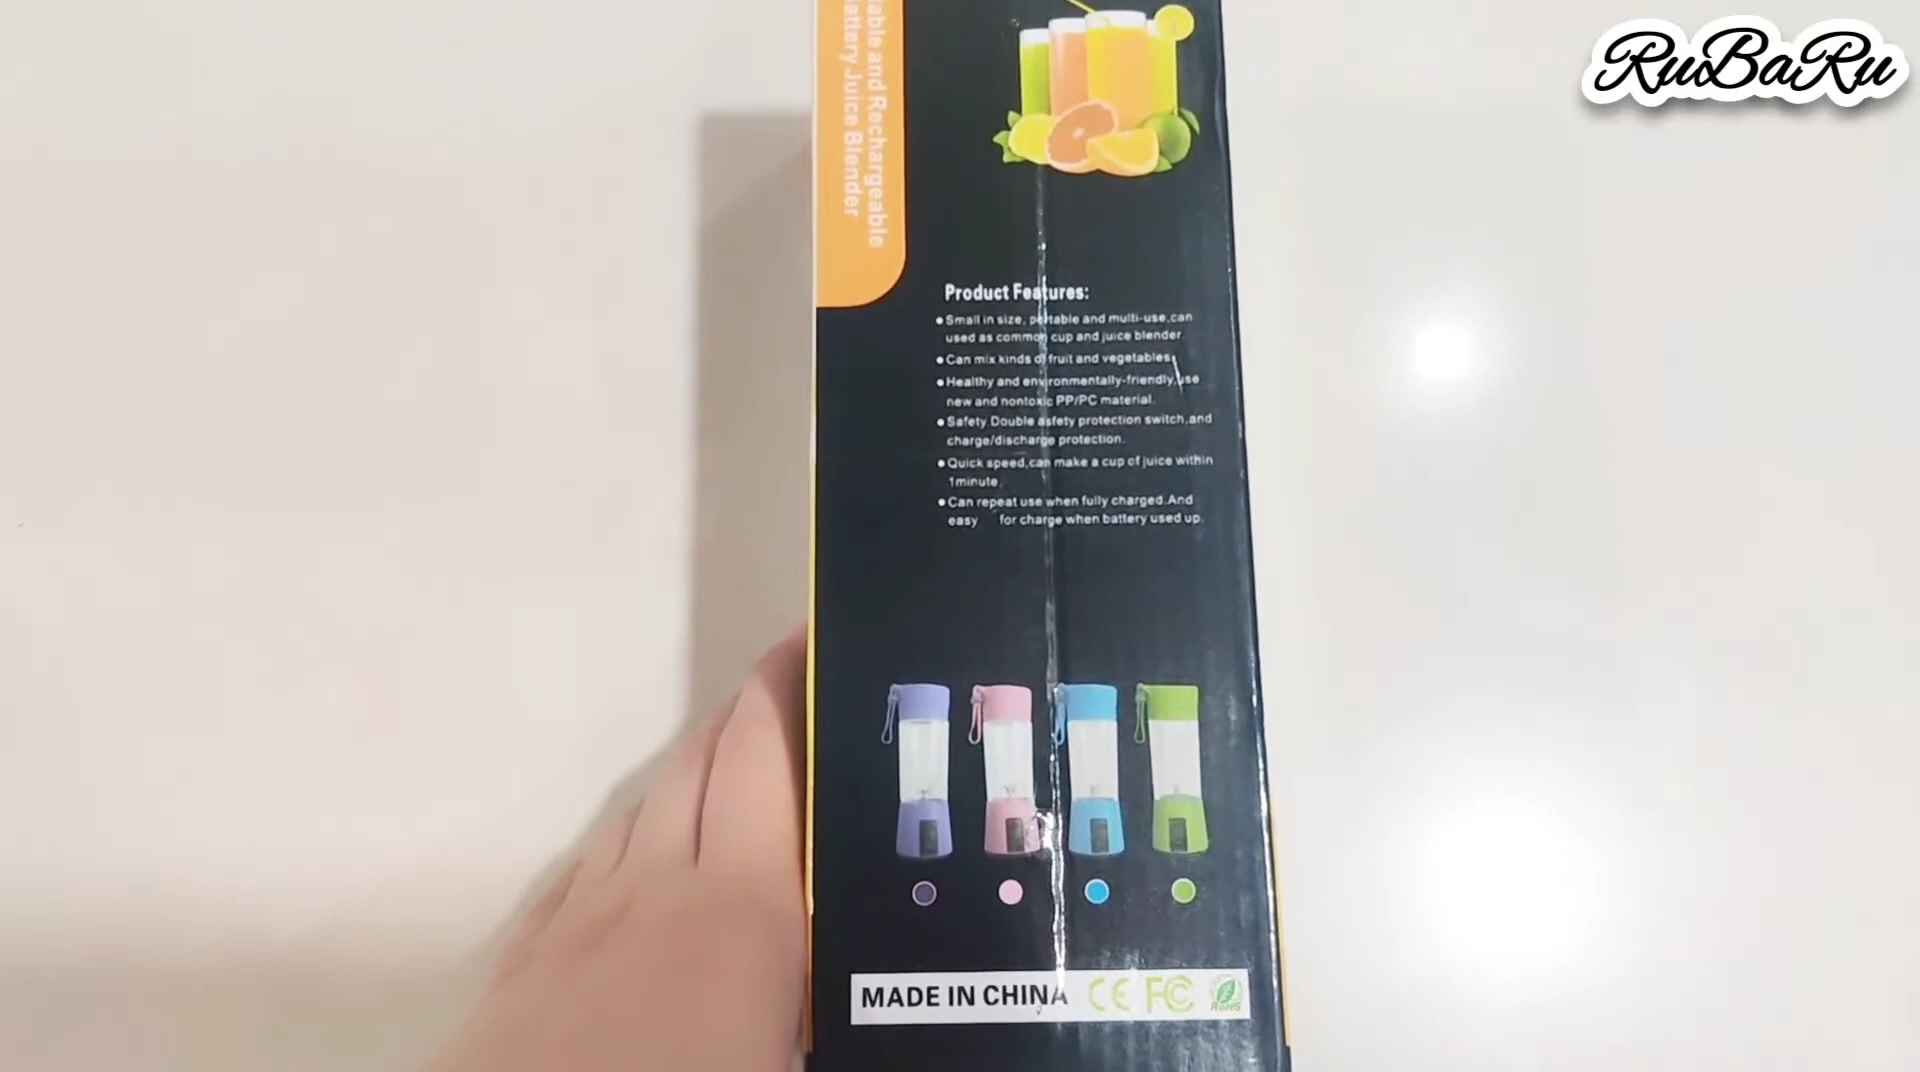 RuBaRu
and Rechargeable
Juice Blender
Product Features:
● Small in size, portable and multi-use,can
used as common cup and juice blender
● Can mix kinds of fruit and vegetables.
● Healthy and environmentally-friendly,use
new and nontoxic PP/PC material.
● Safety.Double asfety protection switch,and
charge/discharge protection.
● Quick speed,can make a cup of juice within
1minute.
● Can repeat use when fully charged.And
easy for charge when battery used up.
MADE IN CHINA CE FC RoHS